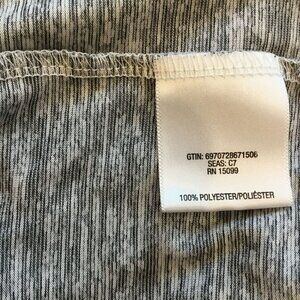 GTIN: 6970728671506
SEAS: C7
RN 15099
100% POLYESTER/POLIÉSTER